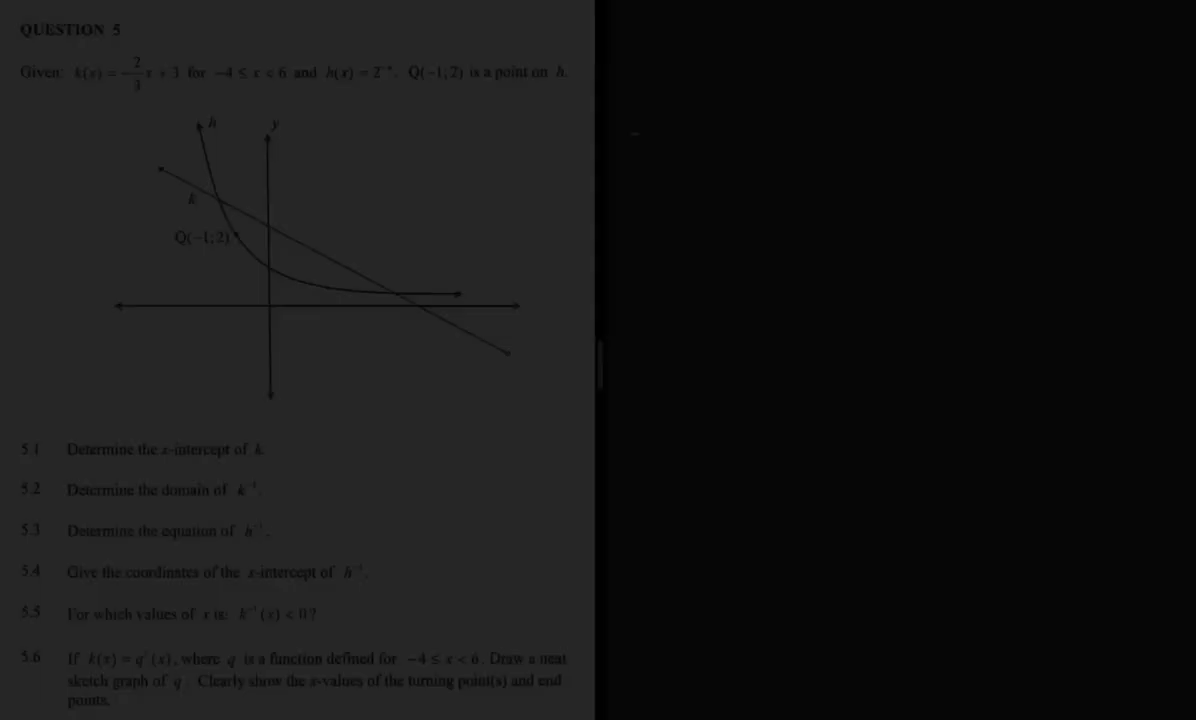 QUESTION 5
Given: k(x) = -2/3 x + 3 for -4 ≤ x < 6 and h(x) = 2^-x. Q(-1; 2) is a point on h.
h
y
k
Q(-1; 2)
5.1 Determine the x-intercept of k.
5.2 Determine the domain of k^-1.
5.3 Determine the equation of h^-1.
5.4 Give the coordinates of the x-intercept of h^-1.
5.5 For which values of x is: k^-1(x) < 0?
5.6 If k(x) = q'(x), where q is a function defined for -4 ≤ x < 6. Draw a neat
sketch graph of q. Clearly show the x-values of the turning point(s) and end
points.